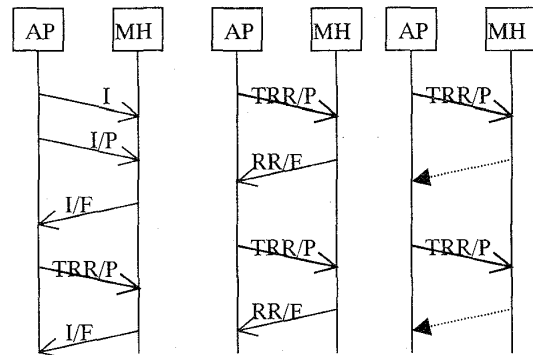 AP MH AP MH AP MH
I TRR/P TRR/P
I/P
RR/F
I/F
TRR/P TRR/P
TRR/P
RR/F
I/F